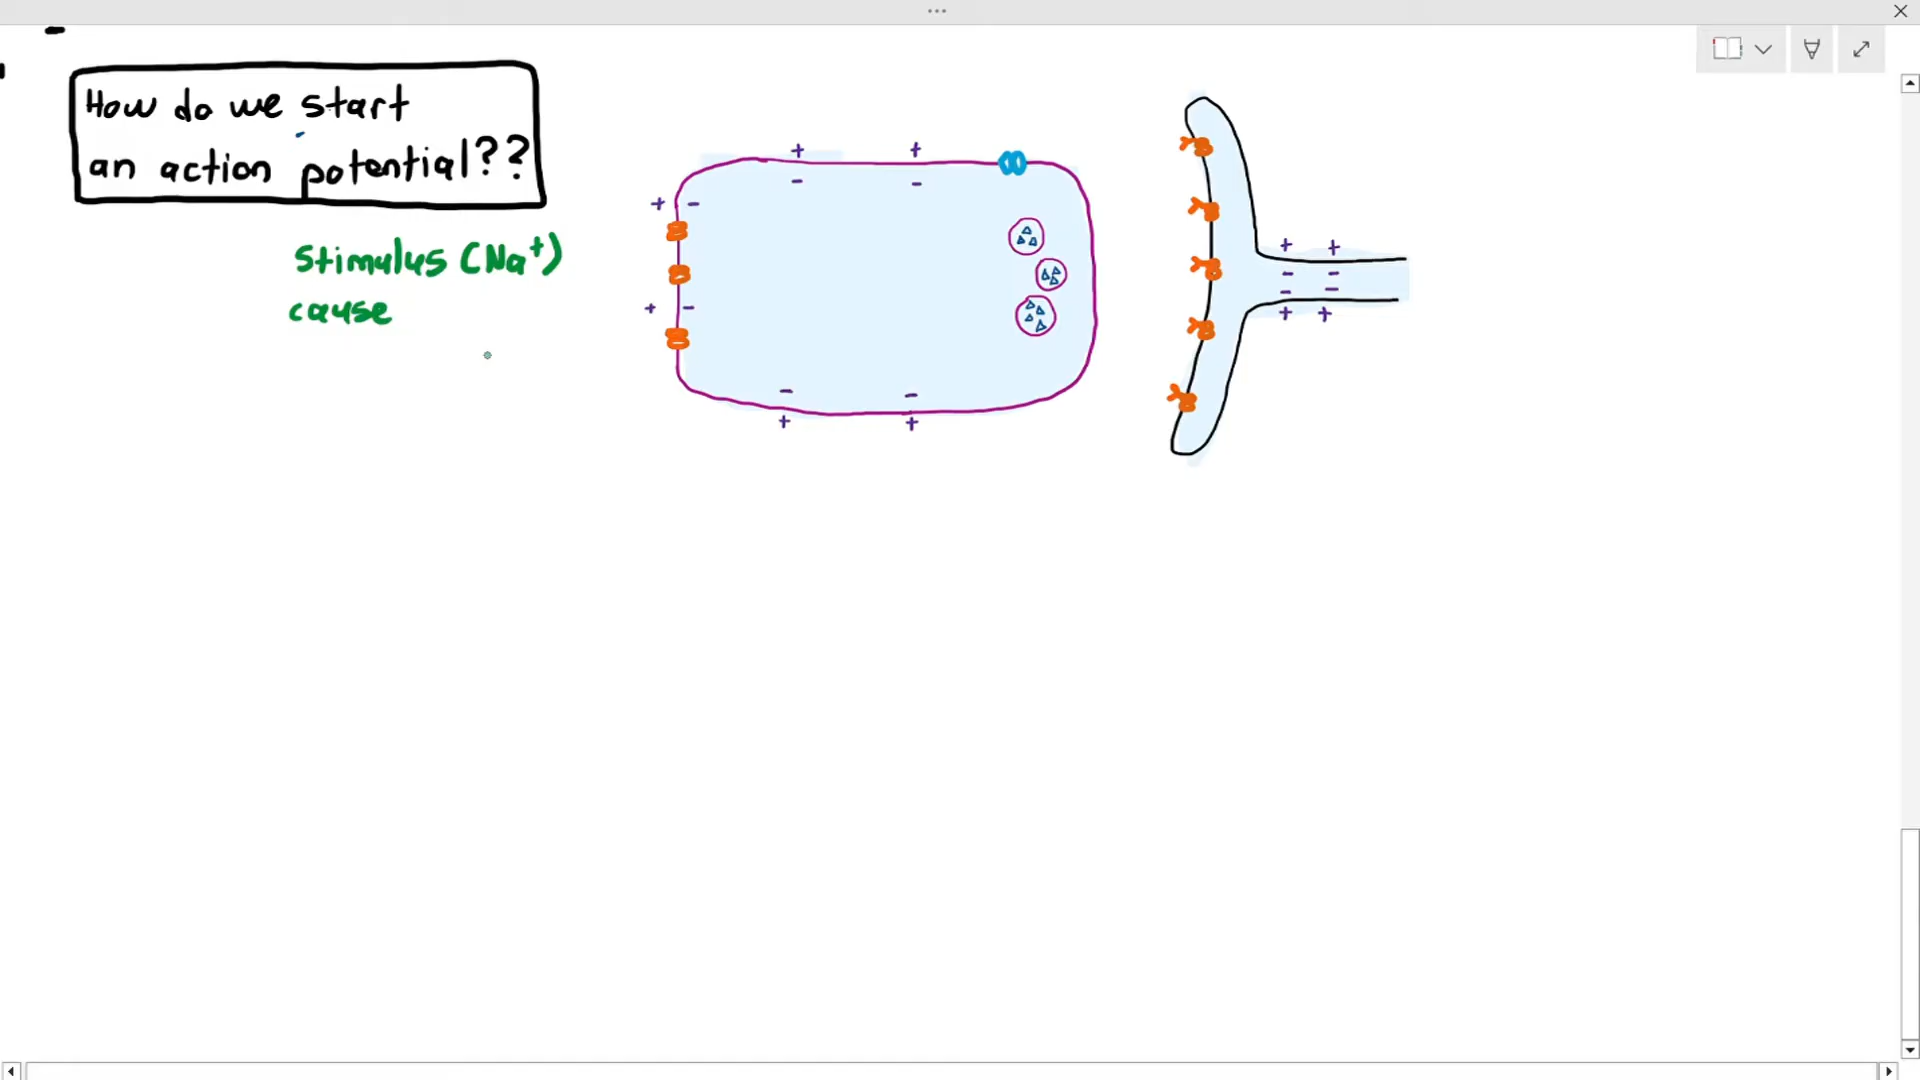 How do we start
an action potential??
Stimulus (Na⁺)
cause